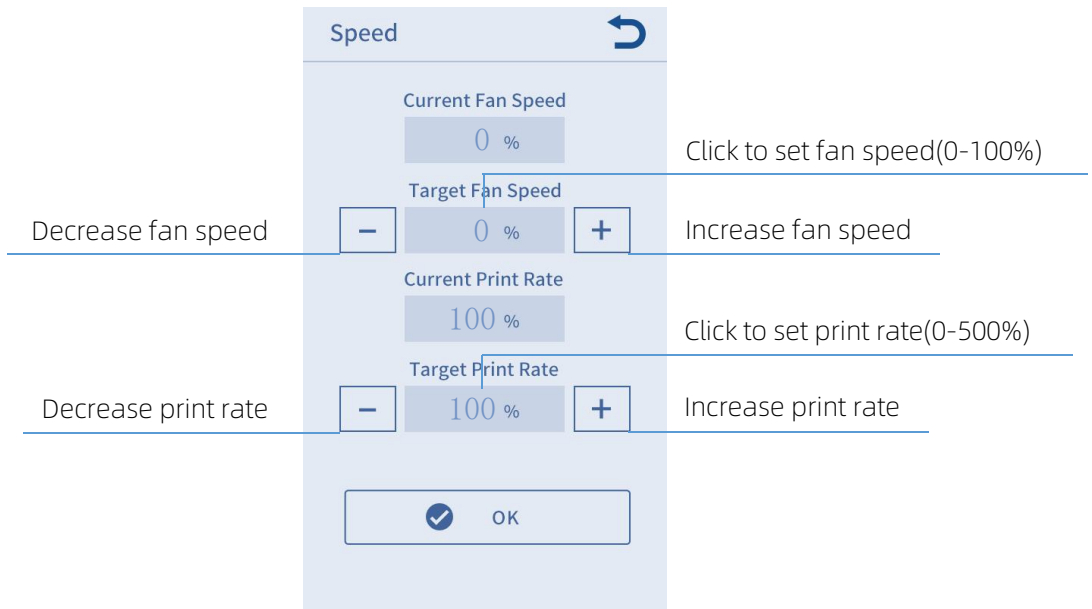 Speed
Current Fan Speed
0 %
Click to set fan speed(0-100%)
Target Fan Speed
Decrease fan speed
− 0 % +
Increase fan speed
Current Print Rate
100 %
Click to set print rate(0-500%)
Target Print Rate
Decrease print rate
− 100 % +
Increase print rate
OK